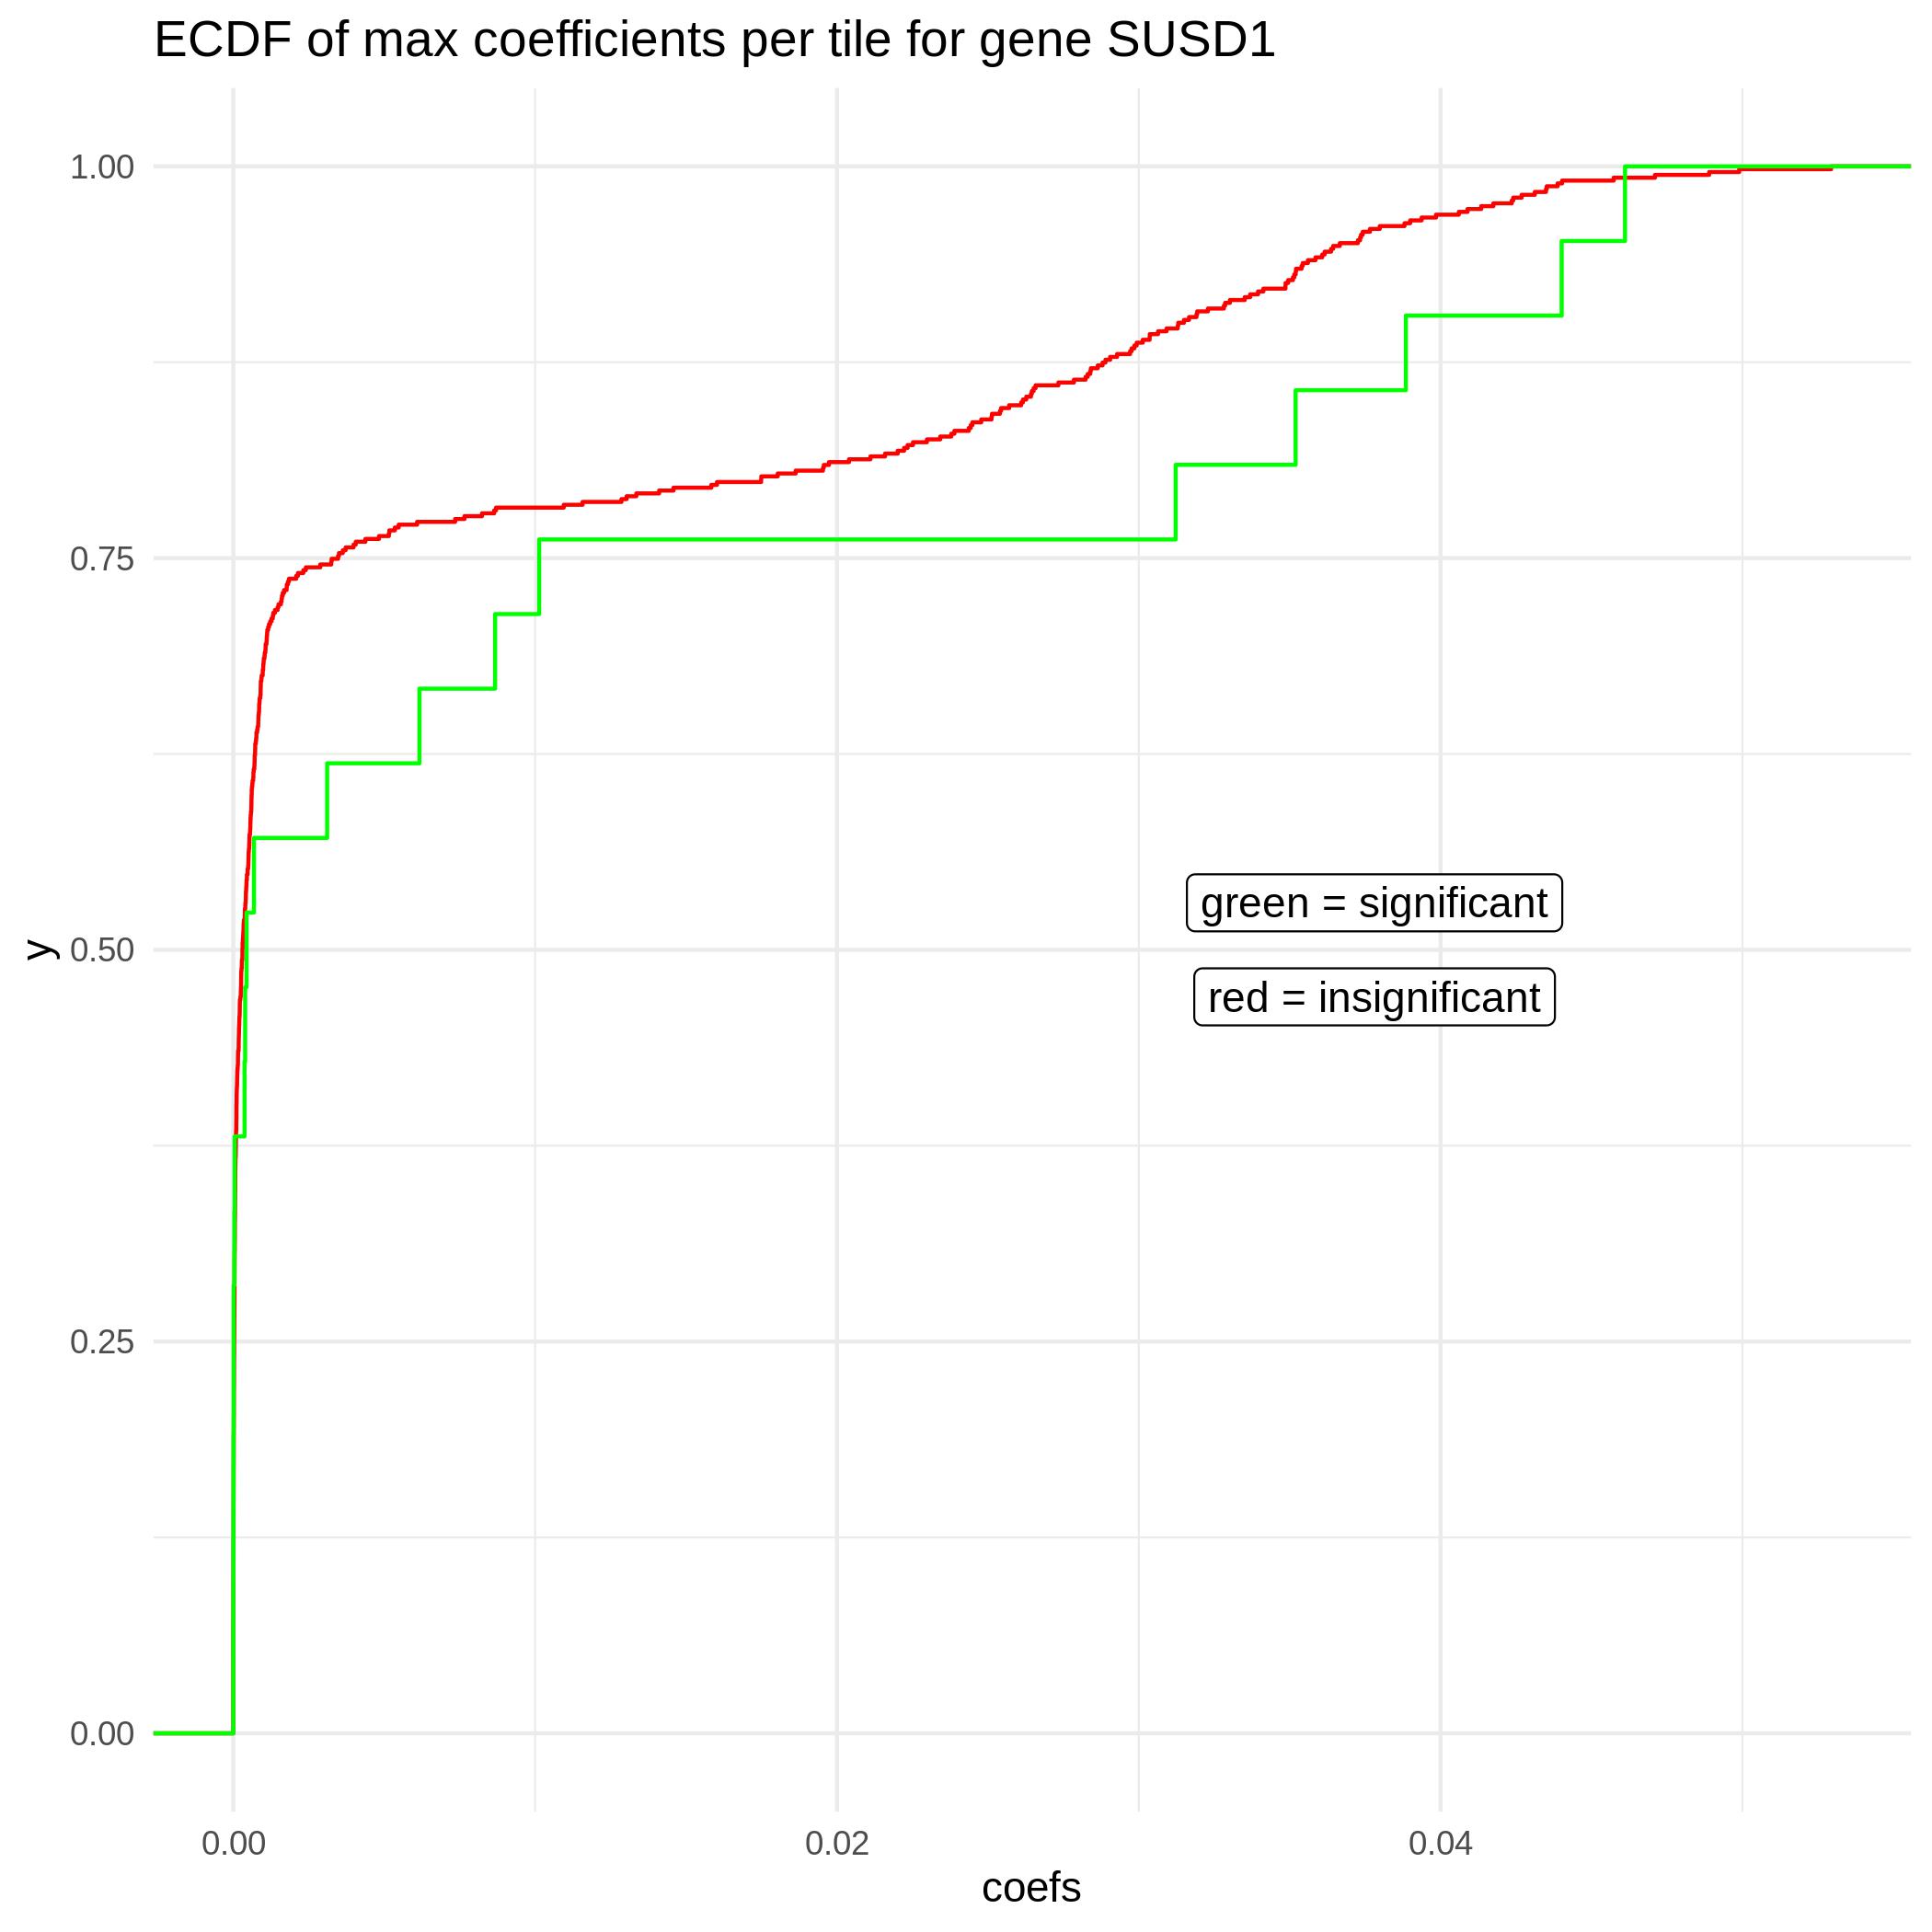 ECDF of max coefficients per tile for gene SUSD1
1.00
0.75
0.50
0.25
0.00
y
green = significant
red = insignificant
0.00 0.02 0.04
coefs